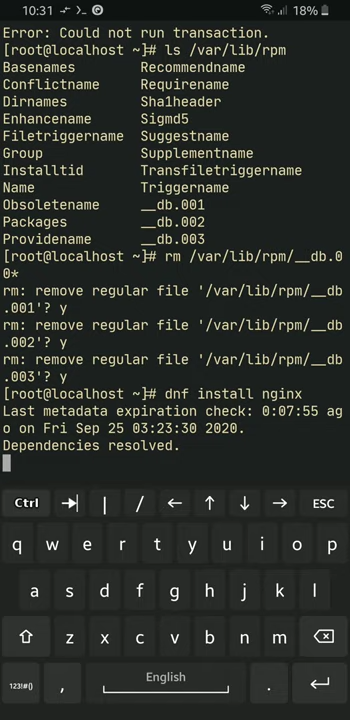 10:31 18%
Error: Could not run transaction.
[root@localhost ~]# ls /var/lib/rpm
Basenames Recommendname
Conflictname Requirename
Dirnames Sha1header
Enhancename Sigmd5
Filetriggername Suggestname
Group Supplementname
Installtid Transfiletriggername
Name Triggername
Obsoletename __db.001
Packages __db.002
Providename __db.003
[root@localhost ~]# rm /var/lib/rpm/__db.0
0*
rm: remove regular file '/var/lib/rpm/__db
.001'? y
rm: remove regular file '/var/lib/rpm/__db
.002'? y
rm: remove regular file '/var/lib/rpm/__db
.003'? y
[root@localhost ~]# dnf install nginx
Last metadata expiration check: 0:07:55 ag
o on Fri Sep 25 03:23:30 2020.
Dependencies resolved.
Ctrl | / ← ↑ ↓ → ESC
q w e r t y u i o p
a s d f g h j k l
z x c v b n m
123!#() , English .